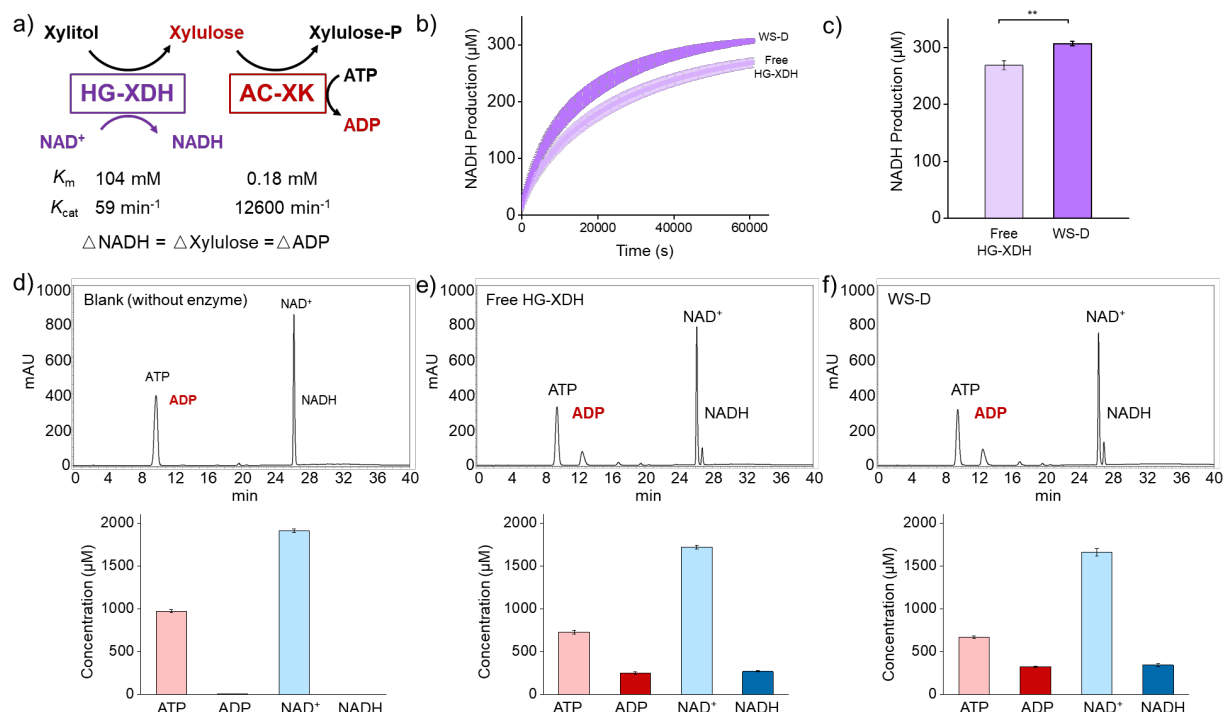 a)
Xylitol Xylulose Xylulose-P
HG-XDH AC-XK ATP
NAD⁺ NADH ADP
Km 104 mM 0.18 mM
Kcat 59 min⁻¹ 12600 min⁻¹
△NADH = △Xylulose =△ADP
b)
NADH Production (µM)
300
200
100
0
0 20000 40000 60000
Time (s)
WS-D
Free
HG-XDH
c)
**
NADH Production (µM)
300
200
100
0
Free
HG-XDH
WS-D
d)
Blank (without enzyme)
mAU
1000
800
600
400
200
0
ATP
ADP
NAD⁺
NADH
0 4 8 12 16 20 24 28 32 36 40
min
e)
Free HG-XDH
mAU
1000
800
600
400
200
0
ATP
ADP
NAD⁺
NADH
0 4 8 12 16 20 24 28 32 36 40
min
f)
WS-D
mAU
1000
800
600
400
200
0
ATP
ADP
NAD⁺
NADH
0 4 8 12 16 20 24 28 32 36 40
min
Concentration (µM)
2000
1500
1000
500
0
ATP ADP NAD⁺ NADH
Concentration (µM)
2000
1500
1000
500
0
ATP ADP NAD⁺ NADH
Concentration (µM)
2000
1500
1000
500
0
ATP ADP NAD⁺ NADH